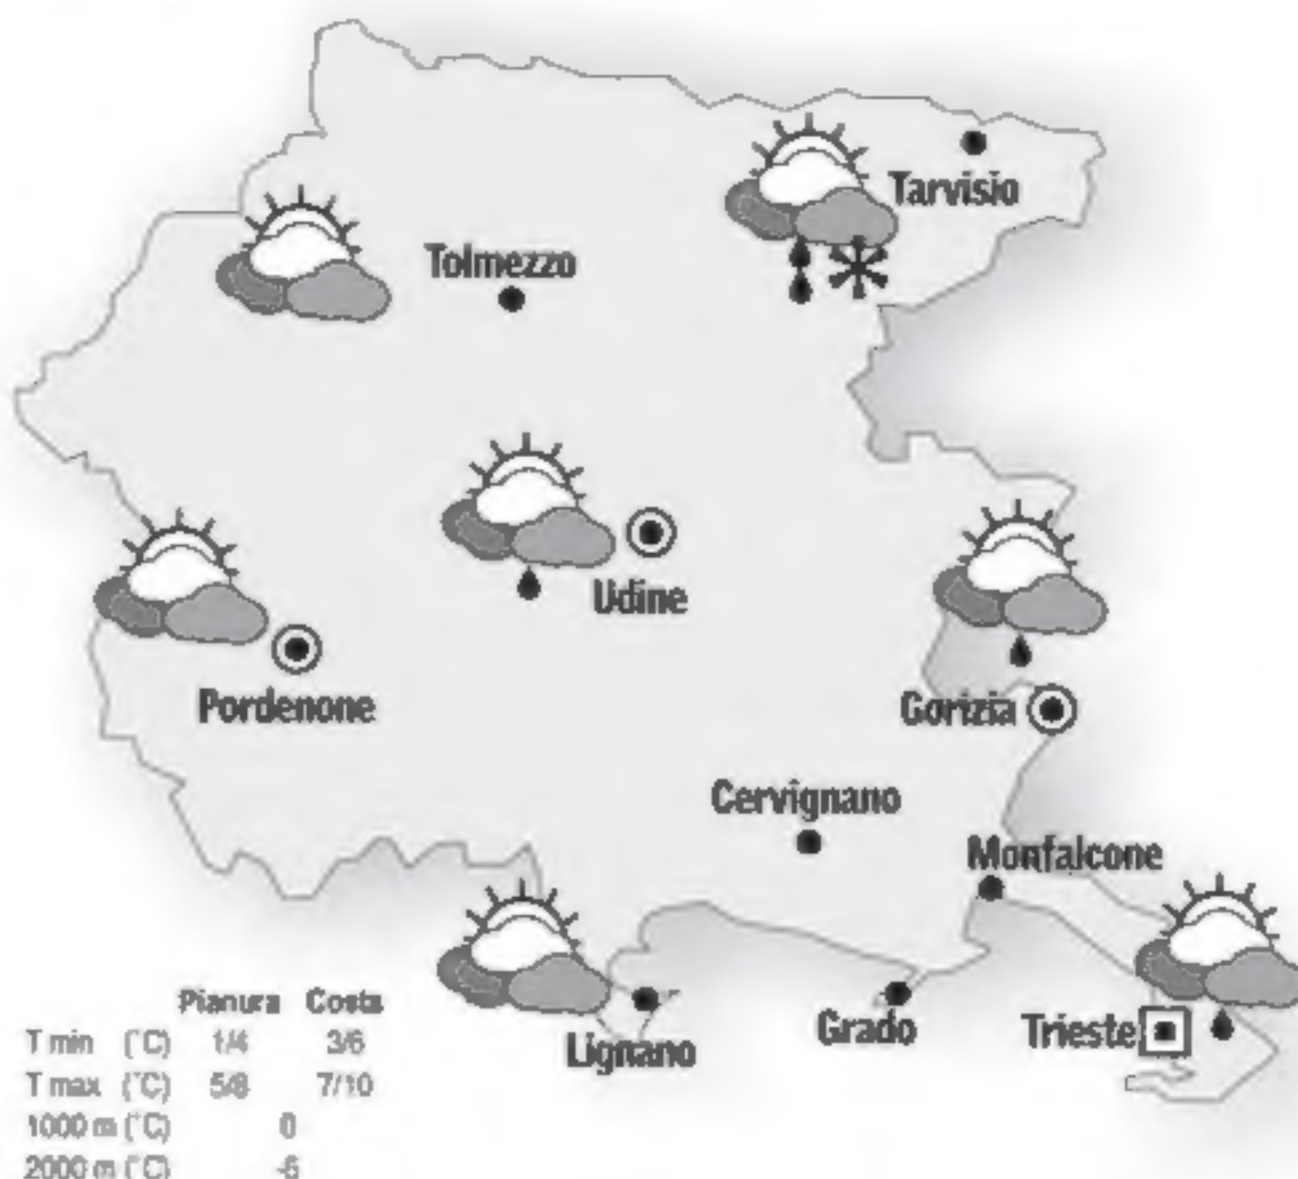 Tarvisio
Tolmezzo
Udine
Pordenone
Gorizia
Cervignano
Monfalcone
Grado
Trieste
Lignano
Pianura Costa
T min (°C) 1/4 3/6
T max (°C) 5/8 7/10
1000 m (°C) 0
2000 m (°C)